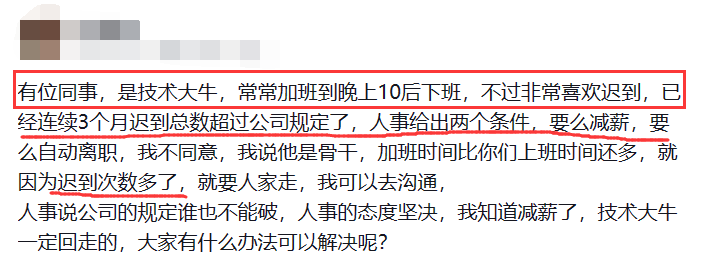 有位同事，是技术大牛，常常加班到晚上10后下班，不过非常喜欢迟到，已
经连续3个月迟到总数超过公司规定了，人事给出两个条件，要么减薪，要
么自动离职，我不同意，我说他是骨干，加班时间比你们上班时间还多，就
因为迟到次数多了，就要人家走，我可以去沟通，
人事说公司的规定谁也不能破，人事的态度坚决，我知道减薪了，技术大牛
一定回走的，大家有什么办法可以解决呢？